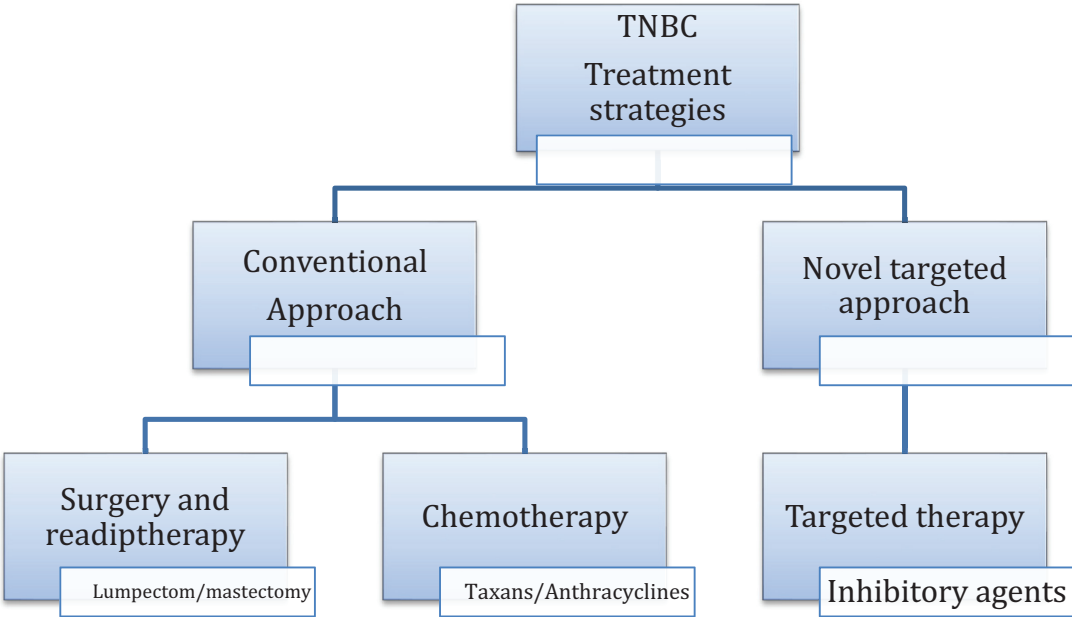 TNBC
Treatment
strategies
Conventional
Approach
Novel targeted
approach
Surgery and
readiptherapy
Lumpectom/mastectomy
Chemotherapy
Taxans/Anthracyclines
Targeted therapy
Inhibitory agents